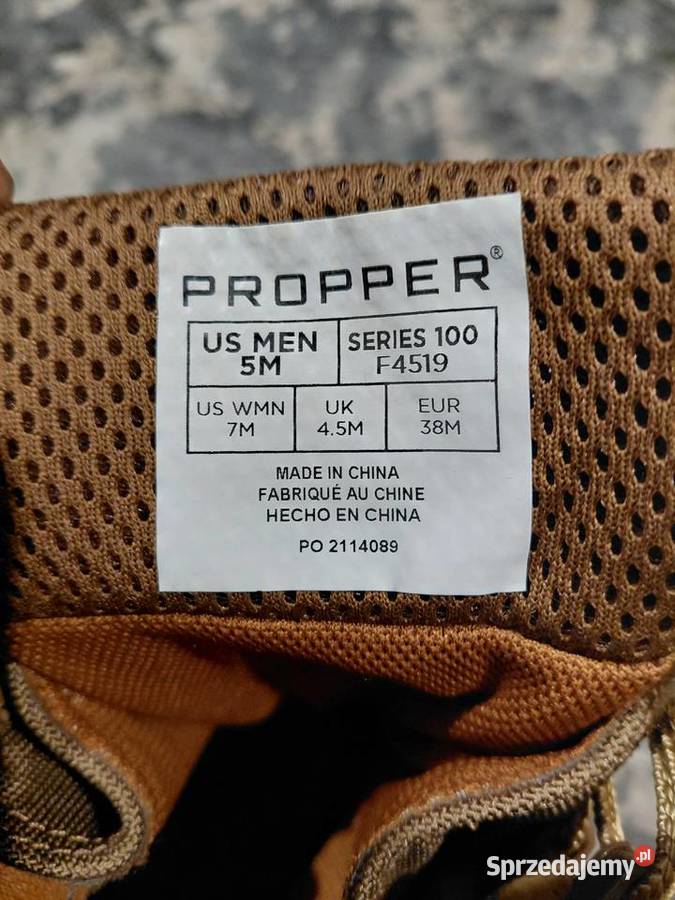 PROPPER®
US MEN SERIES 100
5M F4519
US WMN UK EUR
7M 4.5M 38M
MADE IN CHINA
FABRIQUÉ AU CHINE
HECHO EN CHINA
PO 2114089
Sprzedajemy.pl